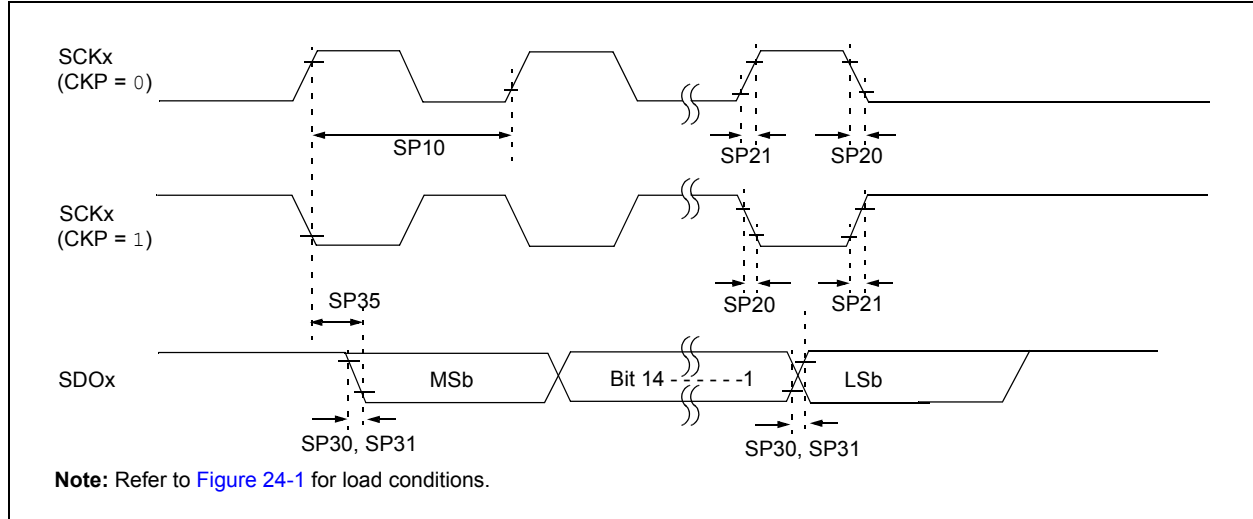 SCKx
(CKP = 0)
SP10
SP21
SP20
SCKx
(CKP = 1)
SP35
SP20
SP21
SDOx
MSb
Bit 14 - - - - - -1
LSb
SP30, SP31
SP30, SP31
Note: Refer to Figure 24-1 for load conditions.